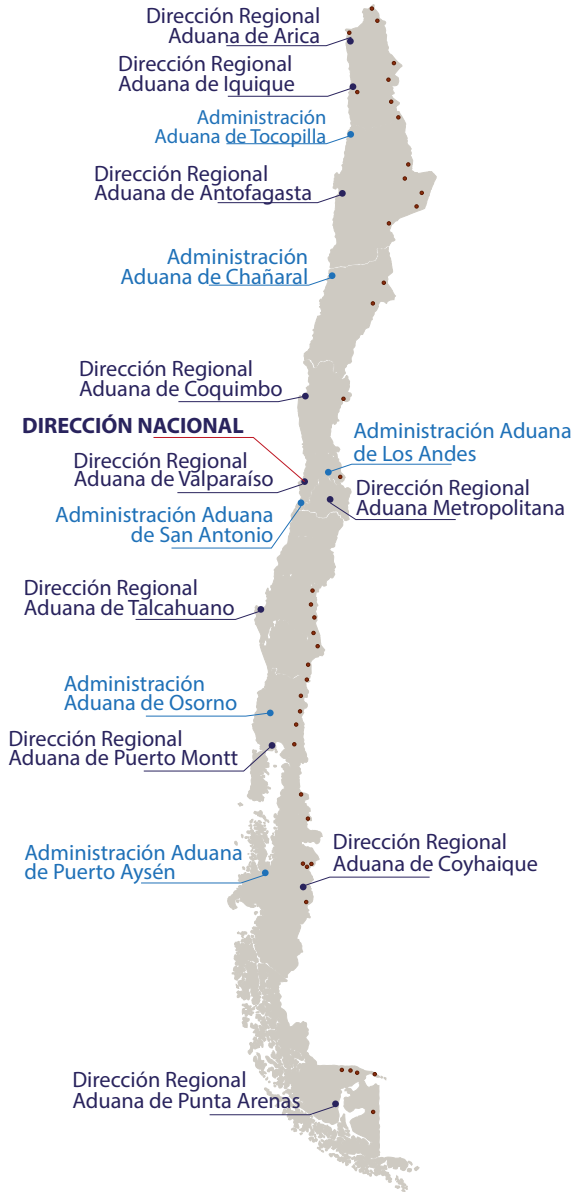 Dirección Regional
Aduana de Arica
Dirección Regional
Aduana de Iquique
Administración
Aduana de Tocopilla
Dirección Regional
Aduana de Antofagasta
Administración
Aduana de Chañaral
Dirección Regional
Aduana de Coquimbo
DIRECCIÓN NACIONAL
Administración Aduana
de Los Andes
Dirección Regional
Aduana de Valparaíso
Dirección Regional
Aduana Metropolitana
Administración Aduana
de San Antonio
Dirección Regional
Aduana de Talcahuano
Administración
Aduana de Osorno
Dirección Regional
Aduana de Puerto Montt
Dirección Regional
Aduana de Coyhaique
Administración Aduana
de Puerto Aysén
Dirección Regional
Aduana de Punta Arenas